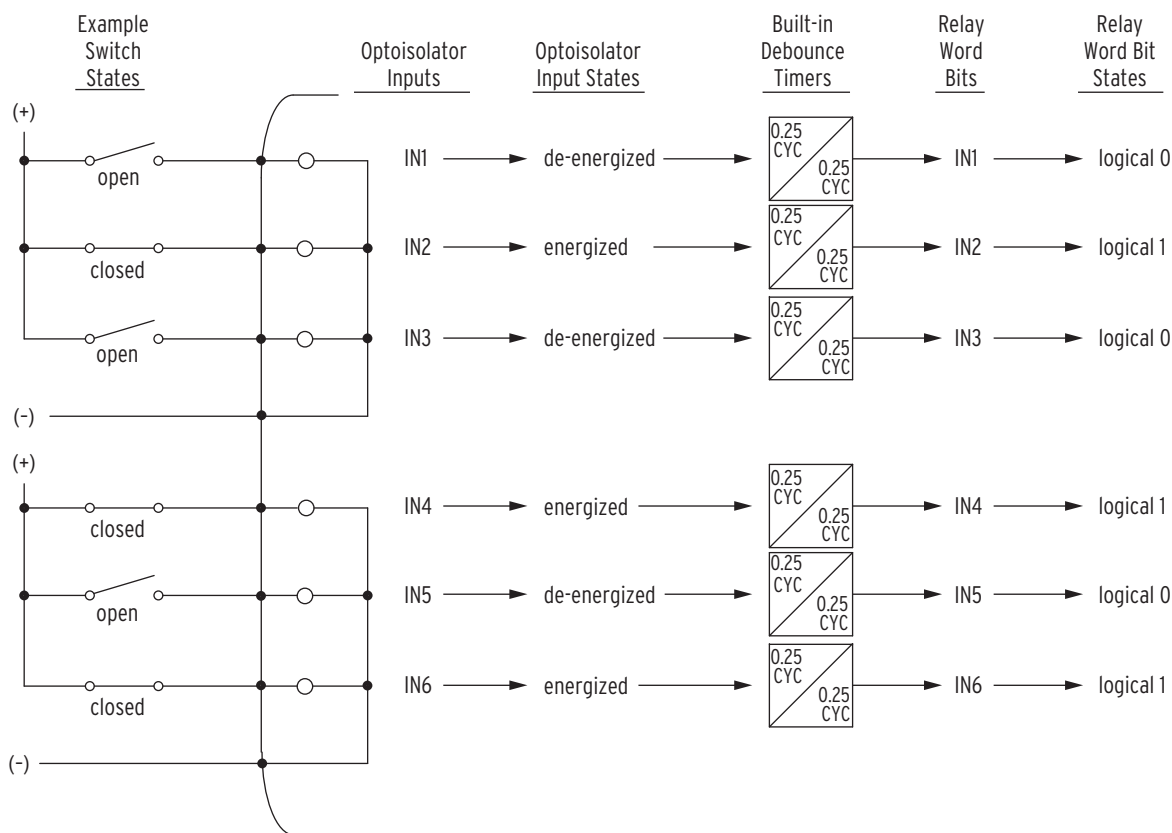 Example
Switch
States
Optoisolator
Inputs
Optoisolator
Input States
Built-in
Debounce
Timers
Relay
Word
Bits
Relay
Word Bit
States
(+)
open
IN1
de-energized
0.25
CYC
0.25
CYC
IN1
logical 0
closed
IN2
energized
0.25
CYC
0.25
CYC
IN2
logical 1
open
IN3
de-energized
0.25
CYC
0.25
CYC
IN3
logical 0
(-)
(+)
closed
IN4
energized
0.25
CYC
0.25
CYC
IN4
logical 1
open
IN5
de-energized
0.25
CYC
0.25
CYC
IN5
logical 0
closed
IN6
energized
0.25
CYC
0.25
CYC
IN6
logical 1
(-)